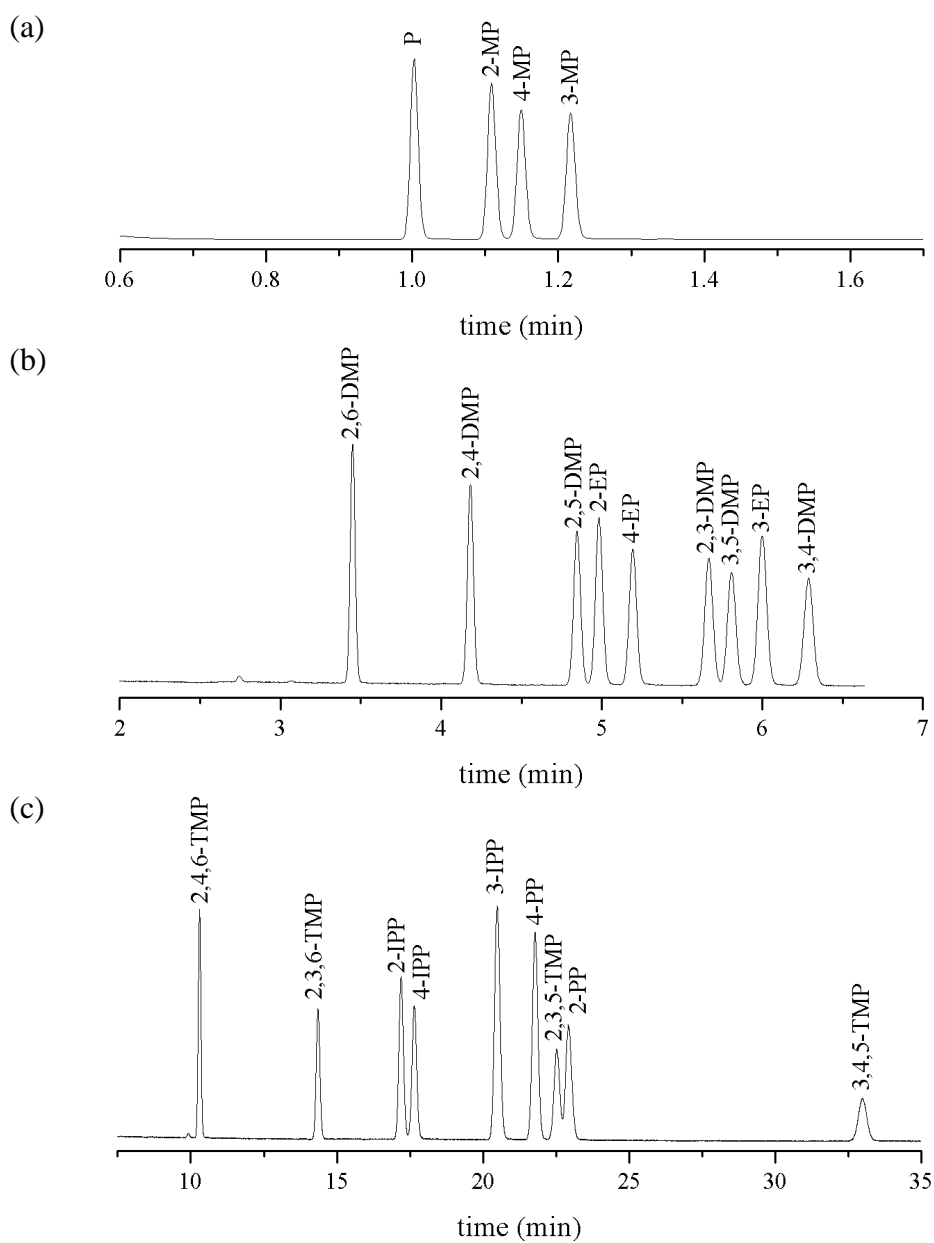 (a)
P
2-MP
4-MP
3-MP
0.6 0.8 1.0 1.2 1.4 1.6
time (min)
(b)
2,6-DMP
2,4-DMP
2,5-DMP
2-EP
4-EP
2,3-DMP
3,5-DMP
3-EP
3,4-DMP
2 3 4 5 6 7
time (min)
(c)
2,4,6-TMP
2,3,6-TMP
2-IPP
4-IPP
3-IPP
4-PP
2,3,5-TMP
2-PP
3,4,5-TMP
10 15 20 25 30 35
time (min)